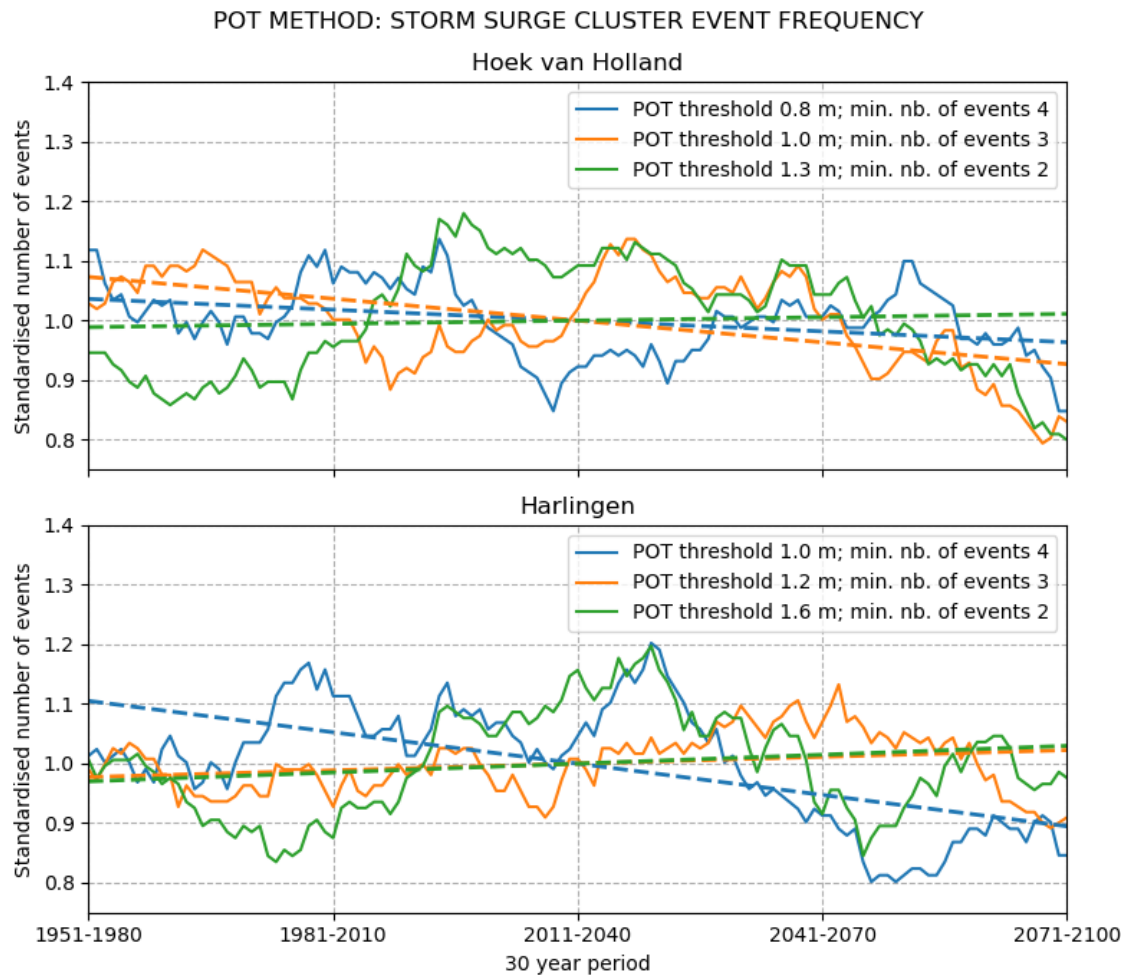 POT METHOD: STORM SURGE CLUSTER EVENT FREQUENCY
Hoek van Holland
Standardised number of events
1.4
1.3
1.2
1.1
1.0
0.9
0.8
POT threshold 0.8 m; min. nb. of events 4
POT threshold 1.0 m; min. nb. of events 3
POT threshold 1.3 m; min. nb. of events 2
Harlingen
Standardised number of events
1.4
1.3
1.2
1.1
1.0
0.9
0.8
POT threshold 1.0 m; min. nb. of events 4
POT threshold 1.2 m; min. nb. of events 3
POT threshold 1.6 m; min. nb. of events 2
1951-1980 1981-2010 2011-2040 2041-2070 2071-2100
30 year period